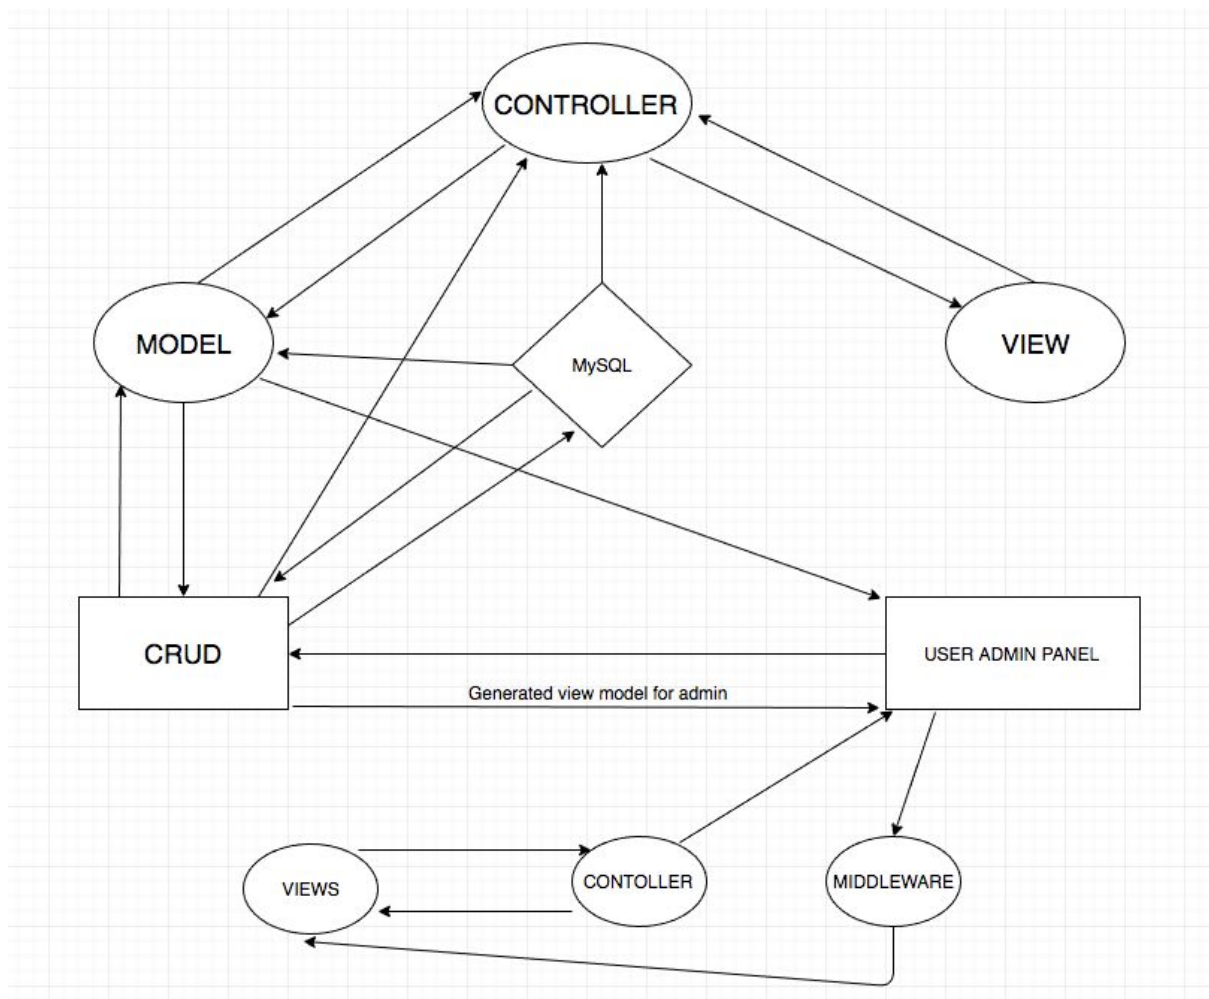 CONTROLLER
MODEL
MySQL
VIEW
CRUD
USER ADMIN PANEL
Generated view model for admin
VIEWS
CONTOLLER
MIDDLEWARE